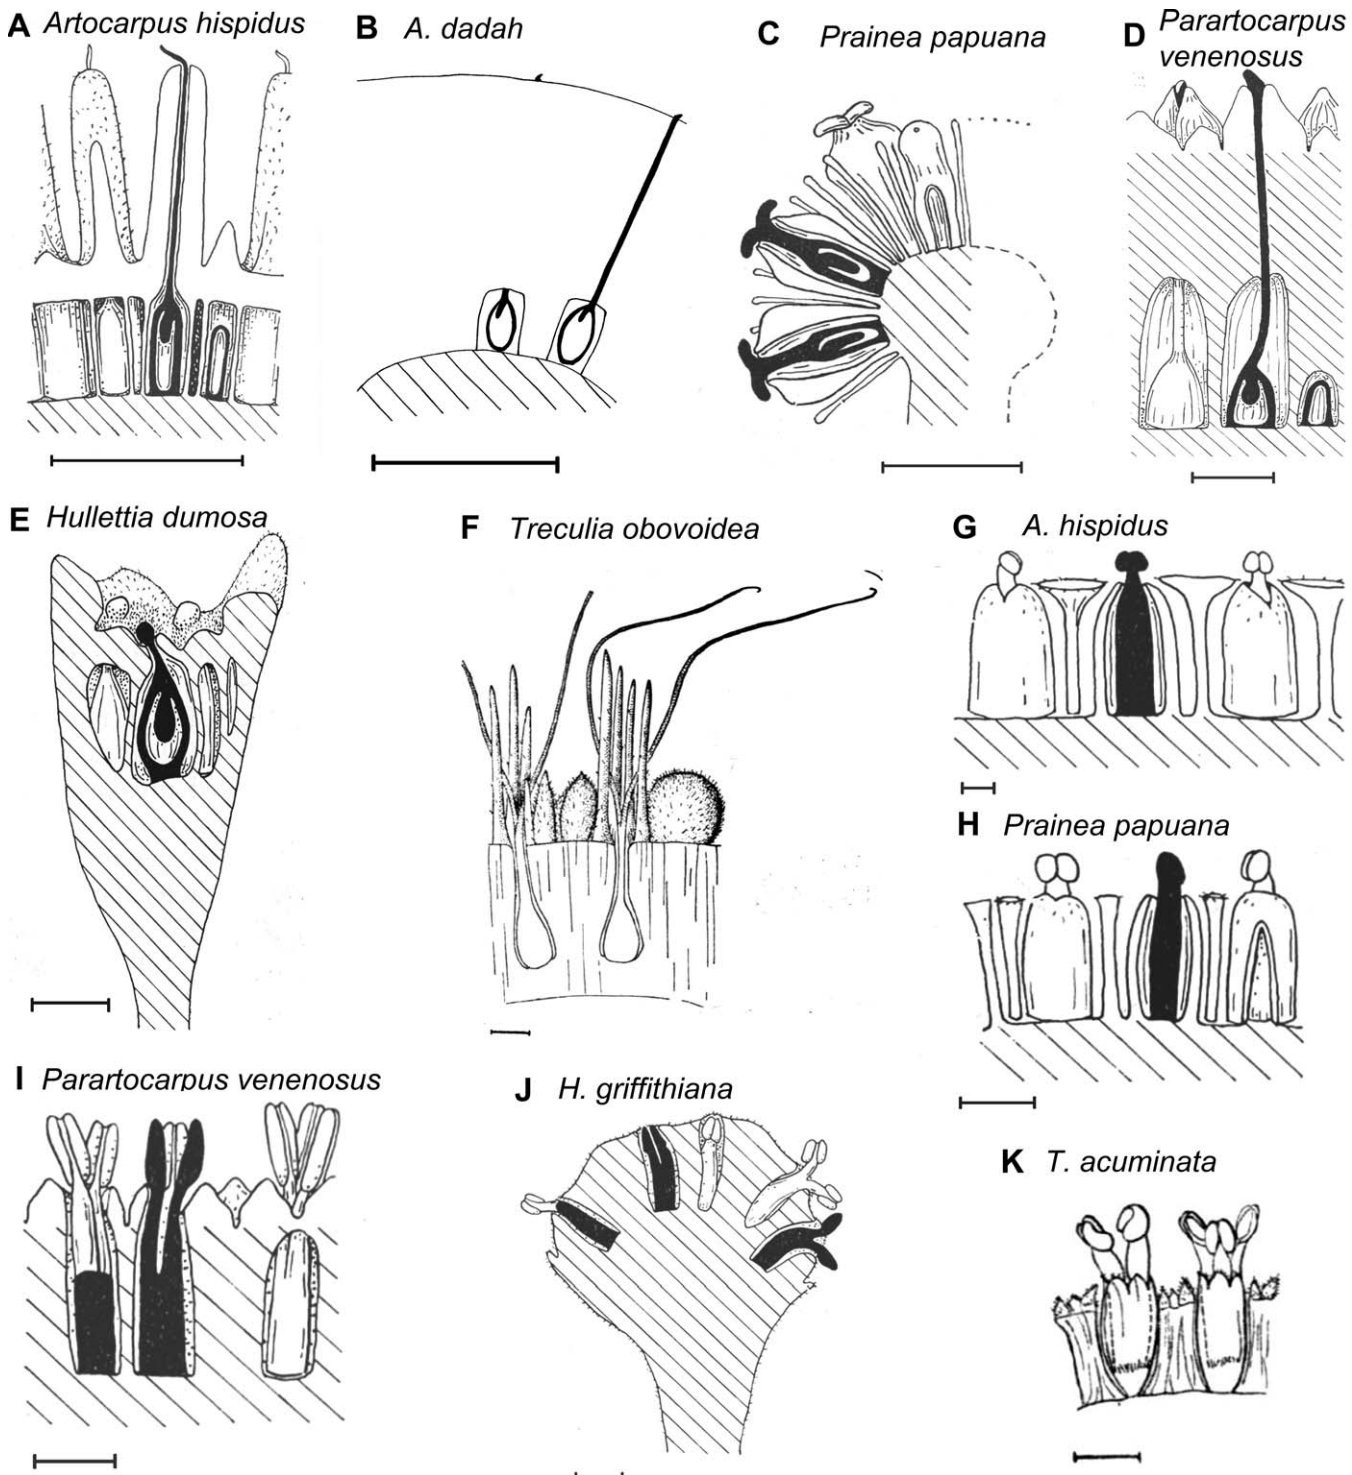 A Artocarpus hispidus
B A. dadah
C Prainea papuana
D Parartocarpus
venenosus
E Hullettia dumosa
F Treculia obovoidea
G A. hispidus
H Prainea papuana
I Parartocarpus venenosus
J H. griffithiana
K T. acuminata